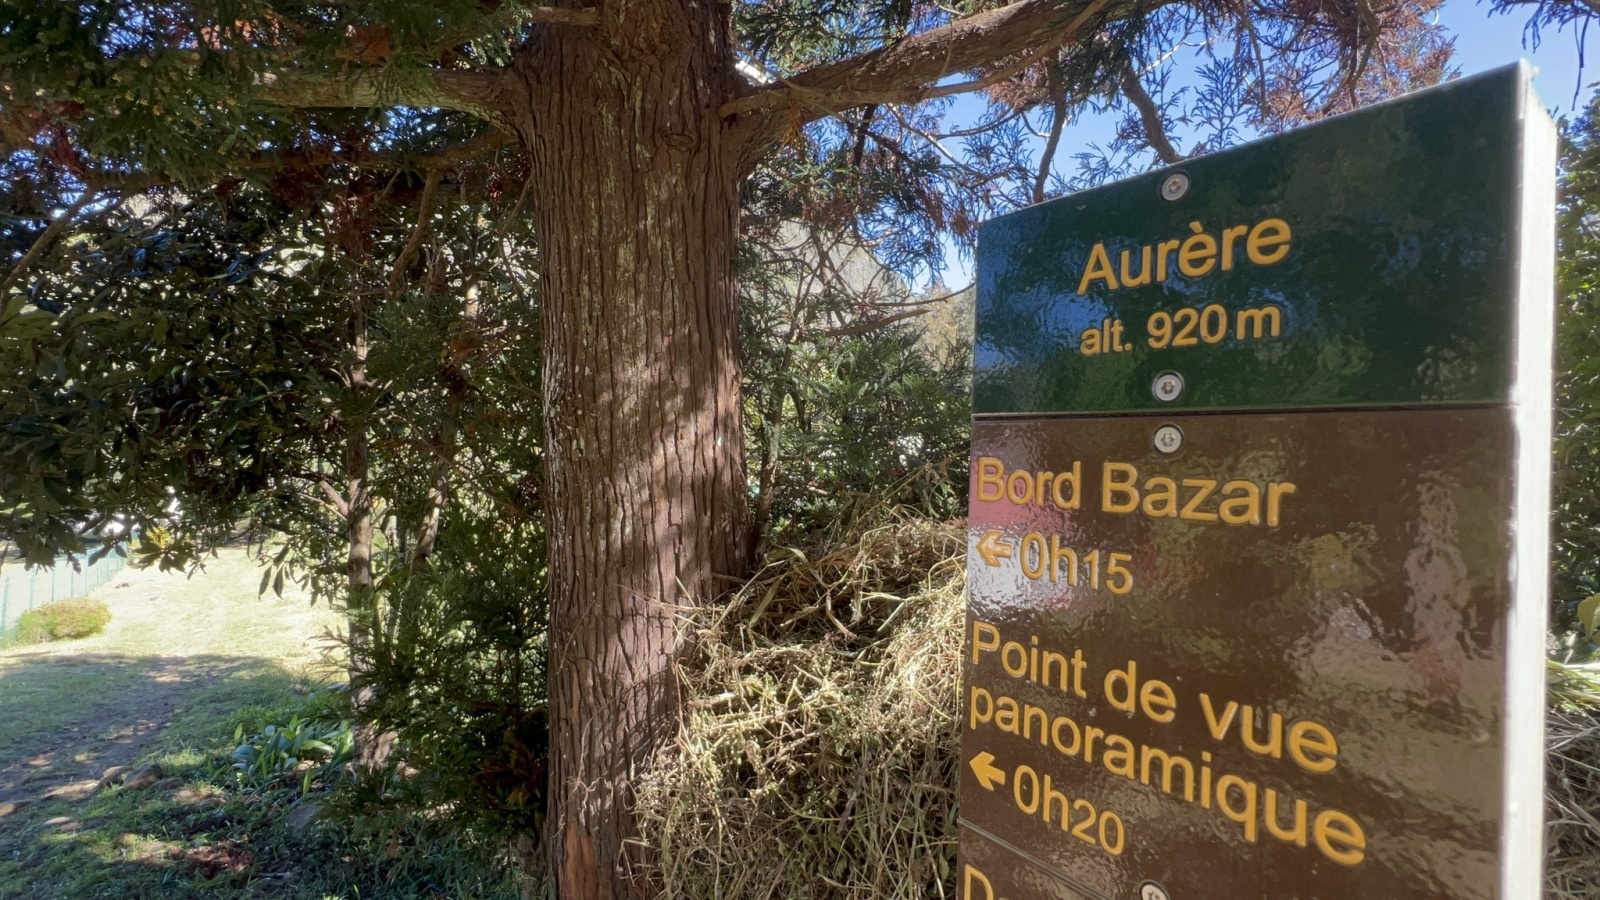 Aurère
alt. 920 m
Bord Bazar
← 0h15
Point de vue
panoramique
← 0h20